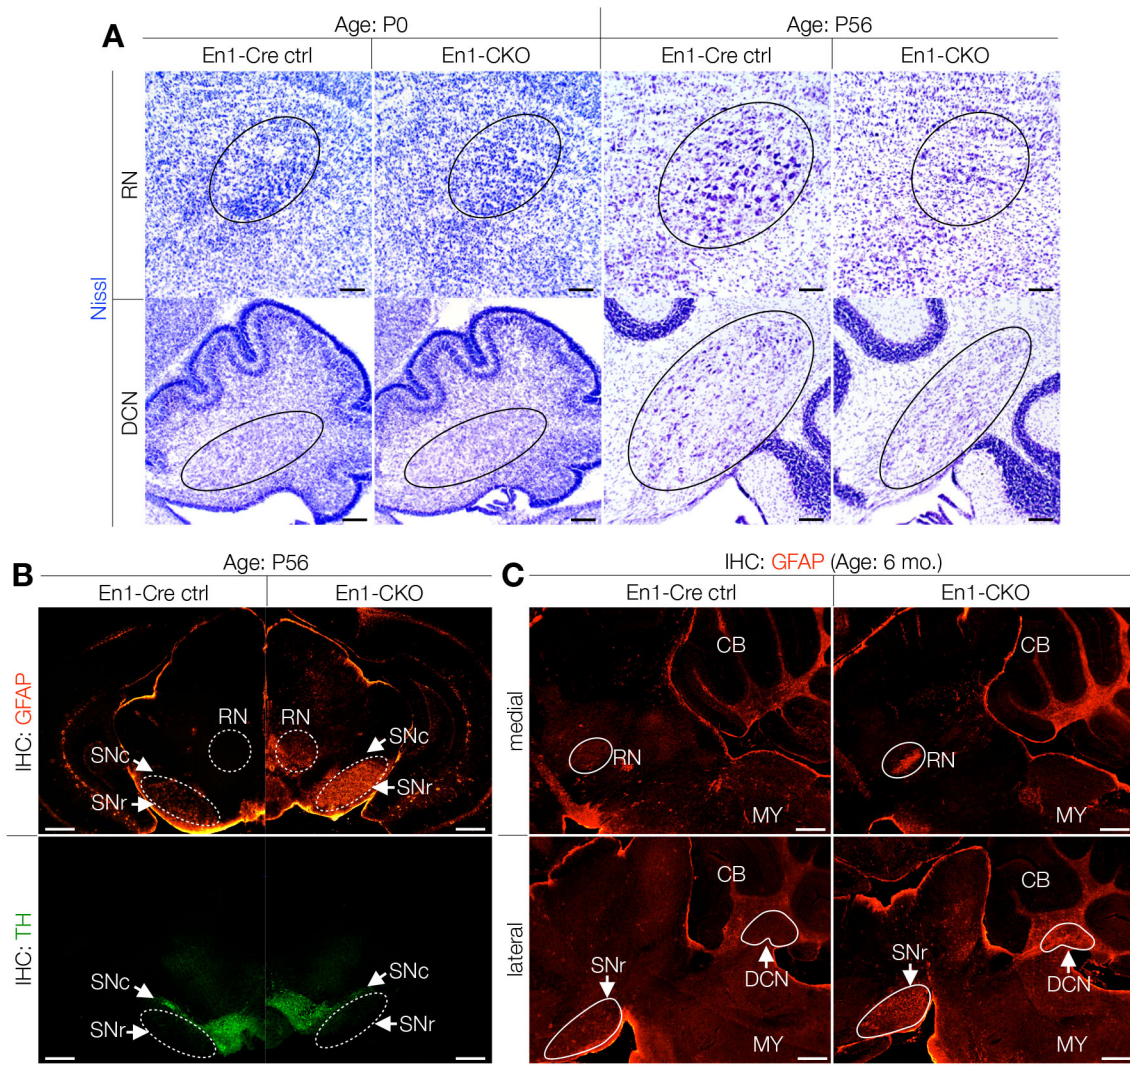 A
Age: P0
Age: P56
En1-Cre ctrl
En1-CKO
En1-Cre ctrl
En1-CKO
Nissl
RN
DCN
B
Age: P56
En1-Cre ctrl
En1-CKO
IHC: GFAP
RN
RN
SNc
SNc
SNr
SNr
IHC: TH
SNc
SNc
SNr
SNr
C
IHC: GFAP (Age: 6 mo.)
En1-Cre ctrl
En1-CKO
medial
CB
CB
RN
RN
MY
MY
lateral
CB
CB
SNr
SNr
DCN
DCN
MY
MY